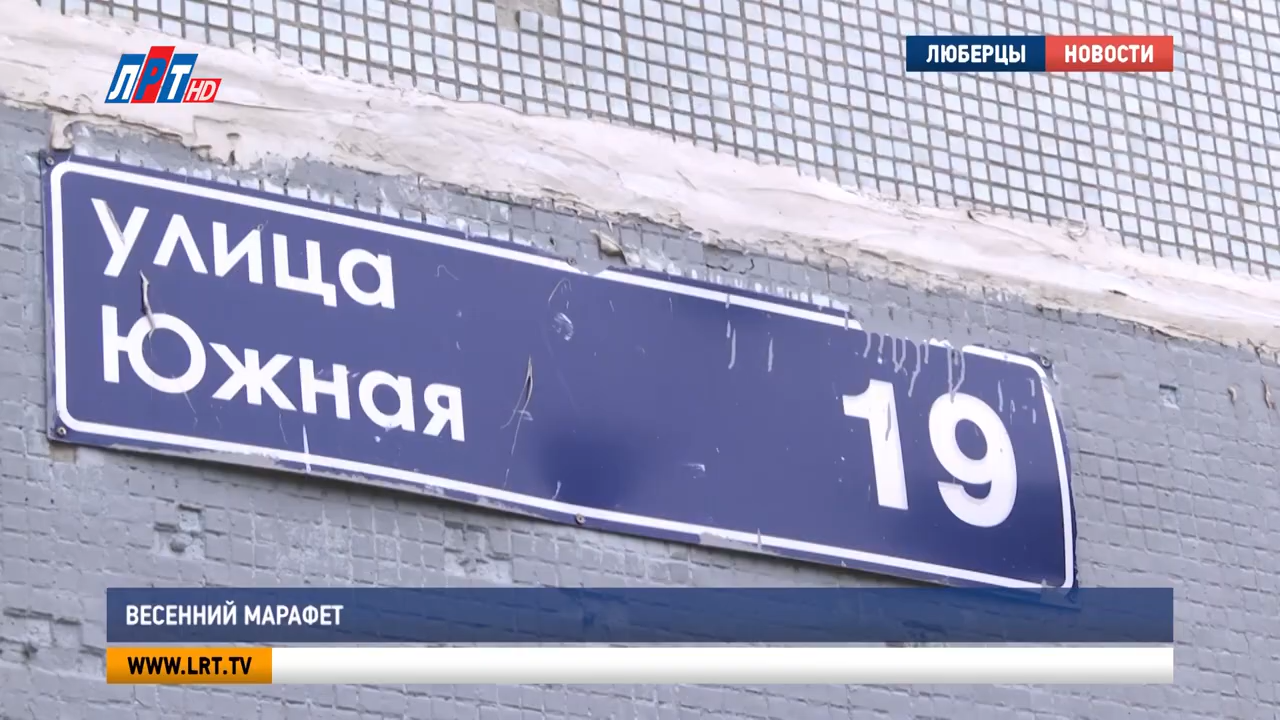 ЛРТ HD
ЛЮБЕРЦЫ НОВОСТИ
улица
Южная
19
ВЕСЕННИЙ МАРАФЕТ
WWW.LRT.TV